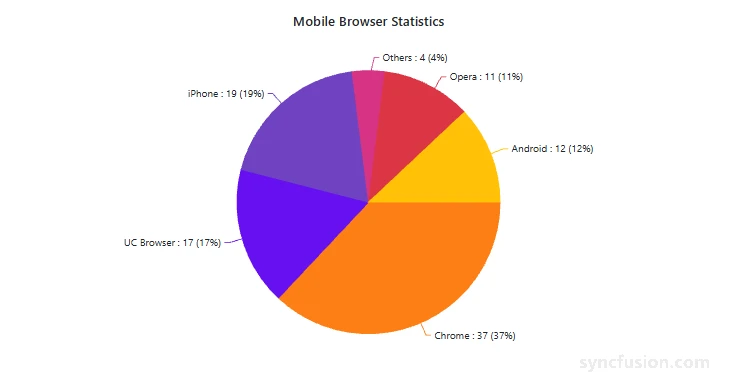 Mobile Browser Statistics
Others : 4 (4%)
Opera : 11 (11%)
iPhone : 19 (19%)
Android : 12 (12%)
UC Browser : 17 (17%)
Chrome : 37 (37%)
syncfusion.com